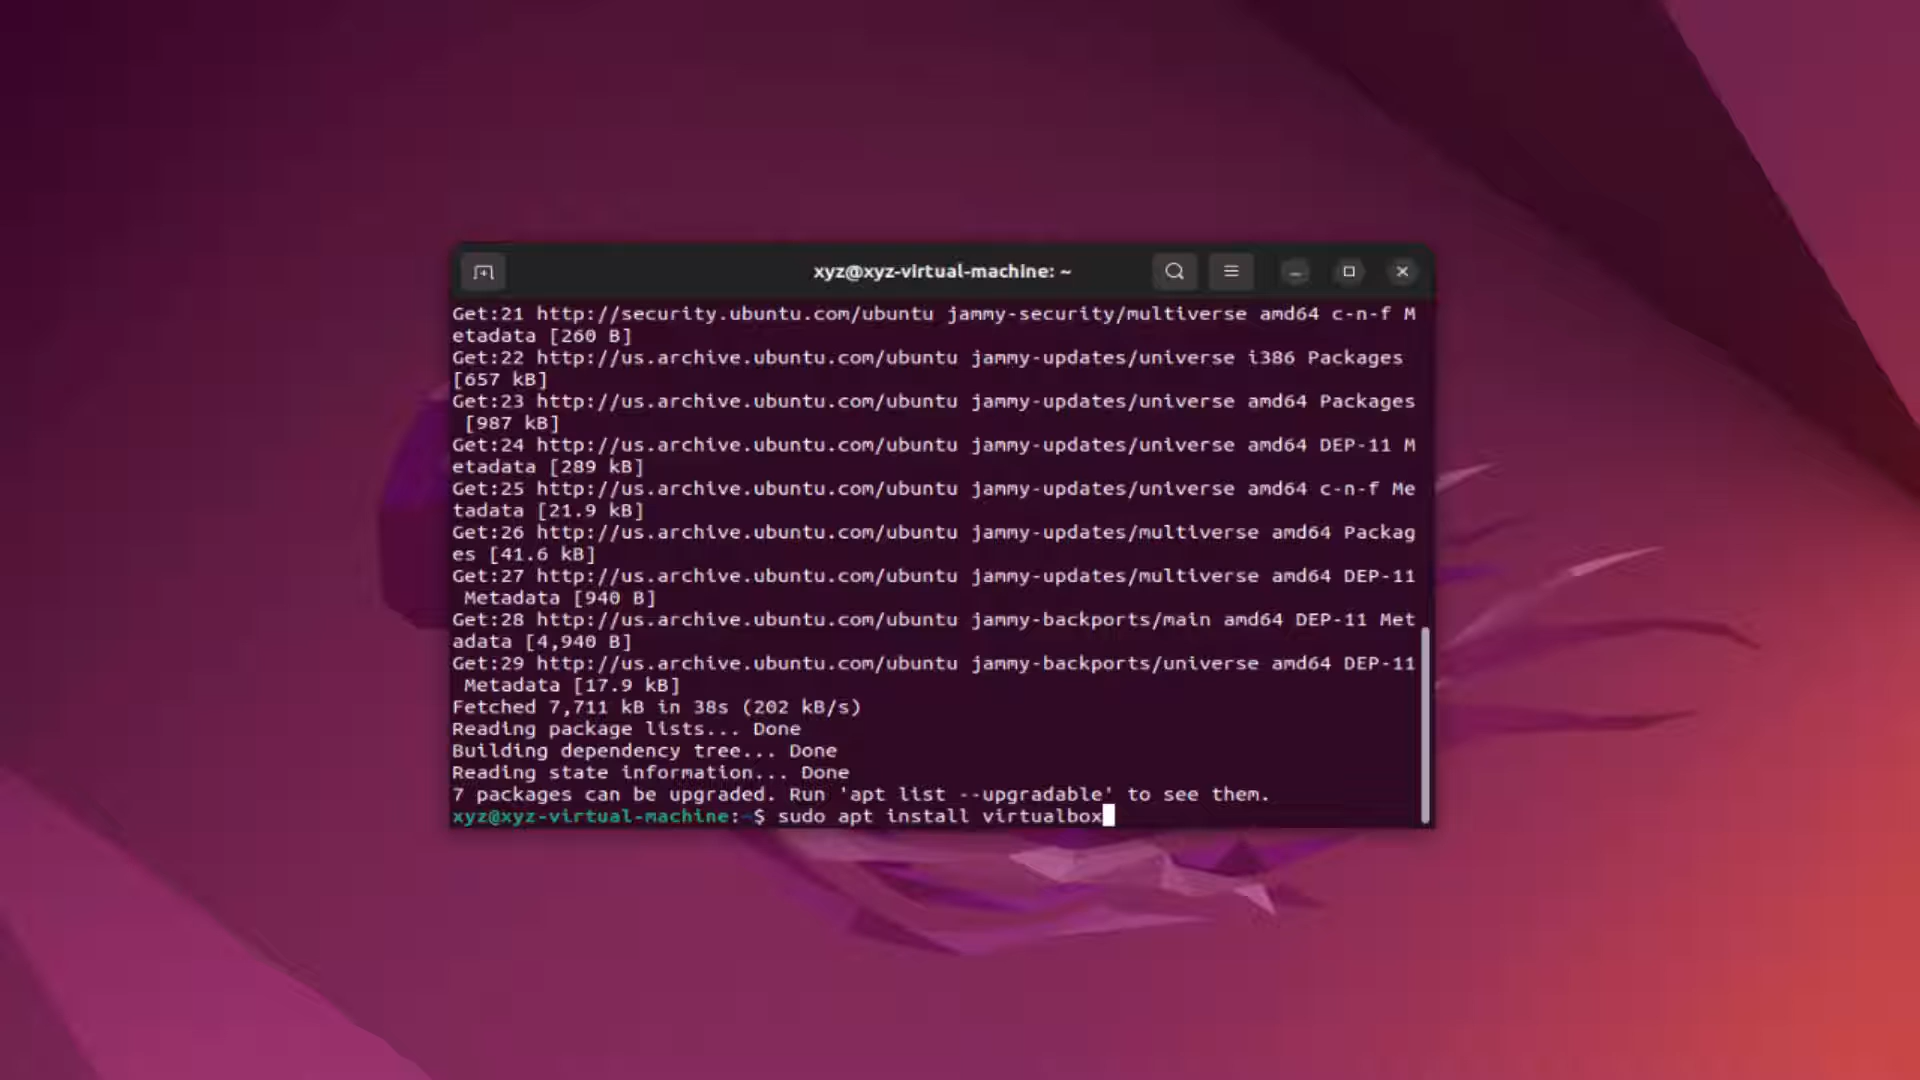 xyz@xyz-virtual-machine: ~
Get:21 http://security.ubuntu.com/ubuntu jammy-security/multiverse amd64 c-n-f M
etadata [260 B]
Get:22 http://us.archive.ubuntu.com/ubuntu jammy-updates/universe i386 Packages
[657 kB]
Get:23 http://us.archive.ubuntu.com/ubuntu jammy-updates/universe amd64 Packages
 [987 kB]
Get:24 http://us.archive.ubuntu.com/ubuntu jammy-updates/universe amd64 DEP-11 M
etadata [289 kB]
Get:25 http://us.archive.ubuntu.com/ubuntu jammy-updates/universe amd64 c-n-f Me
tadata [21.9 kB]
Get:26 http://us.archive.ubuntu.com/ubuntu jammy-updates/multiverse amd64 Packag
es [41.6 kB]
Get:27 http://us.archive.ubuntu.com/ubuntu jammy-updates/multiverse amd64 DEP-11
 Metadata [940 B]
Get:28 http://us.archive.ubuntu.com/ubuntu jammy-backports/main amd64 DEP-11 Met
adata [4,940 B]
Get:29 http://us.archive.ubuntu.com/ubuntu jammy-backports/universe amd64 DEP-11
 Metadata [17.9 kB]
Fetched 7,711 kB in 38s (202 kB/s)
Reading package lists... Done
Building dependency tree... Done
Reading state information... Done
7 packages can be upgraded. Run 'apt list --upgradable' to see them.
xyz@xyz-virtual-machine:~$ sudo apt install virtualbox